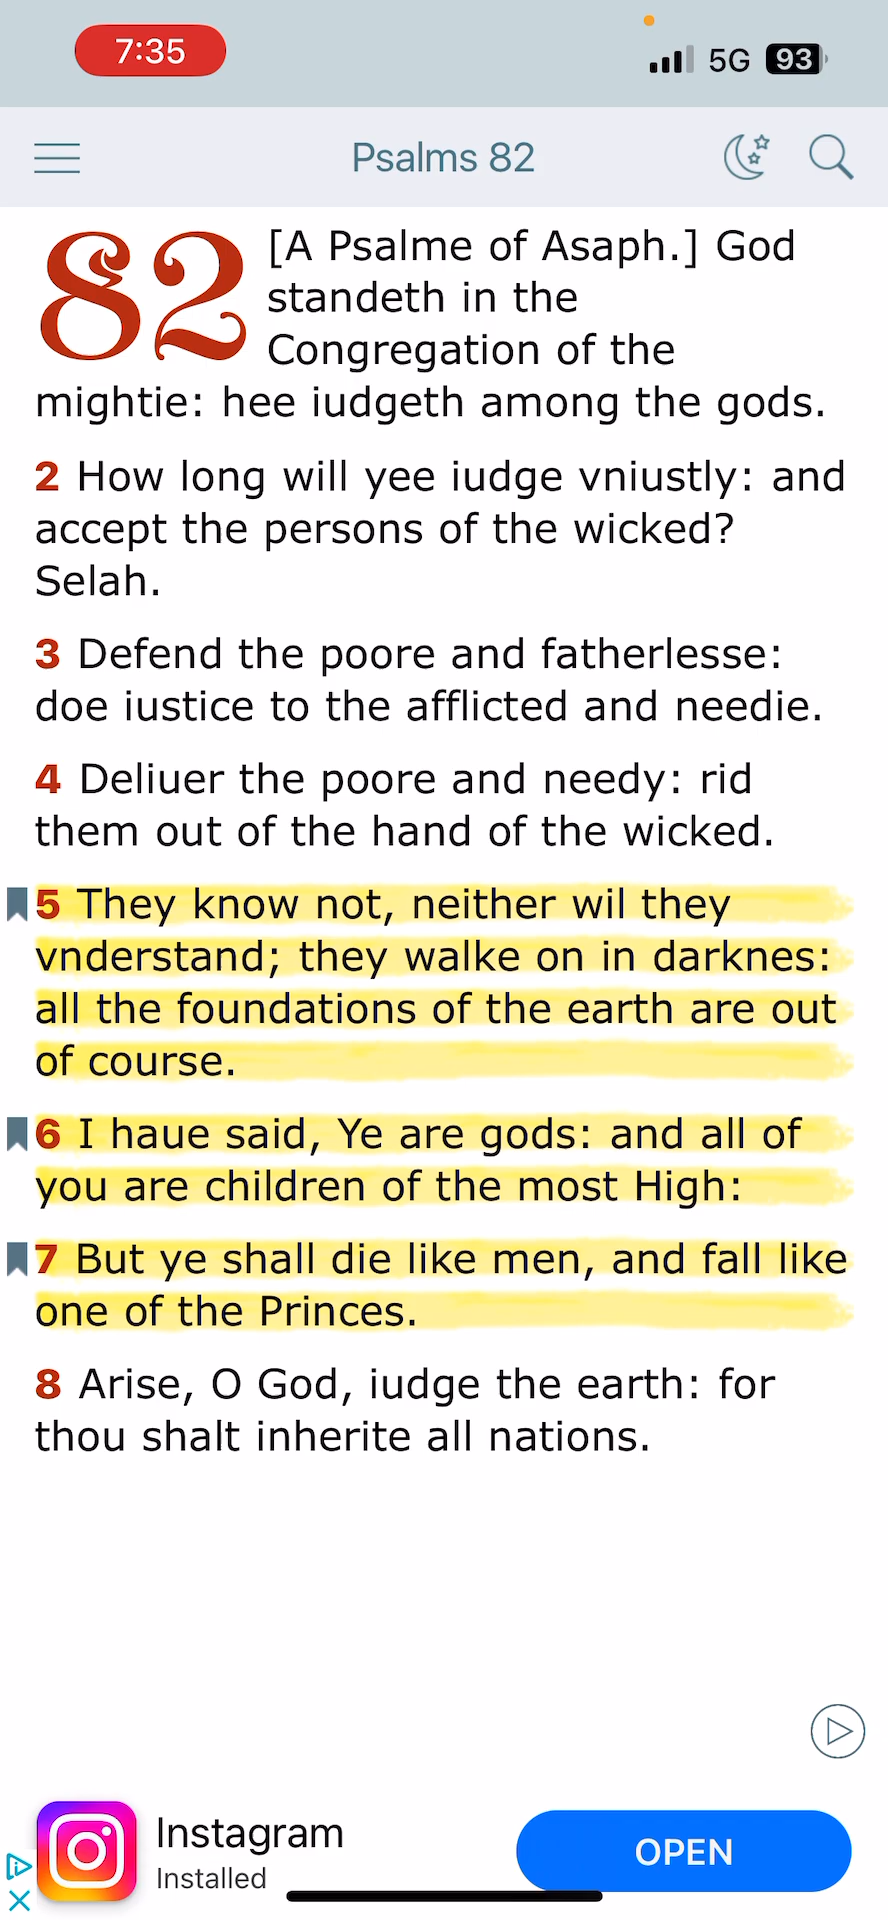 7:35
5G 93
Psalms 82
82 [A Psalme of Asaph.] God
standeth in the
Congregation of the
mightie: hee iudgeth among the gods.
2 How long will yee iudge vniustly: and
accept the persons of the wicked?
Selah.
3 Defend the poore and fatherlesse:
doe iustice to the afflicted and needie.
4 Deliuer the poore and needy: rid
them out of the hand of the wicked.
5 They know not, neither wil they
vnderstand; they walke on in darknes:
all the foundations of the earth are out
of course.
6 I haue said, Ye are gods: and all of
you are children of the most High:
7 But ye shall die like men, and fall like
one of the Princes.
8 Arise, O God, iudge the earth: for
thou shalt inherite all nations.
Instagram
Installed
OPEN